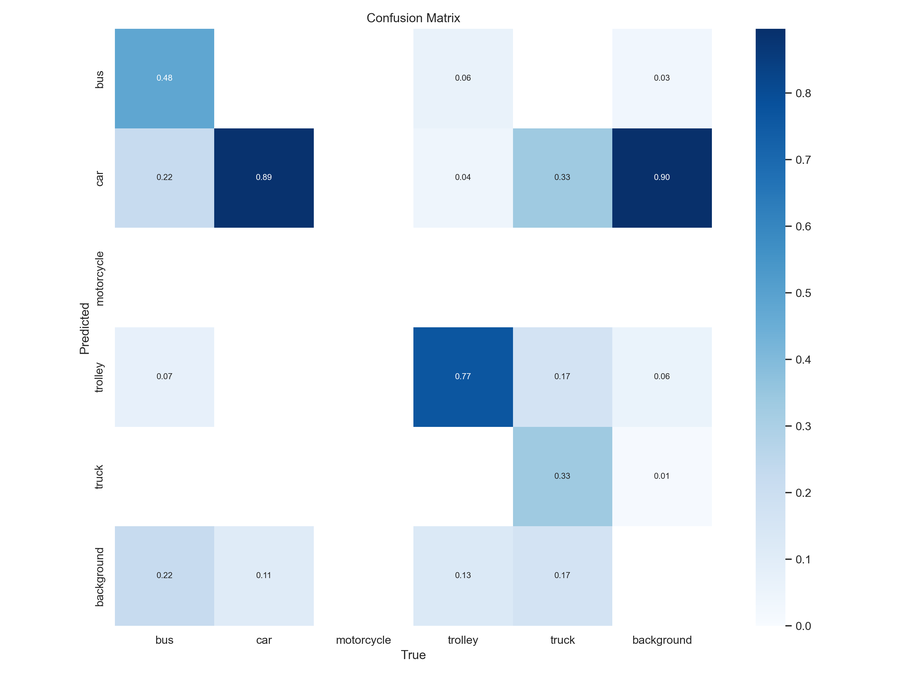 Confusion Matrix
bus
0.48
0.06
0.03
0.8
car
0.22
0.89
0.04
0.33
0.90
0.7
0.6
motorcycle
0.5
Predicted
trolley
0.07
0.77
0.17
0.06
0.4
0.3
truck
0.33
0.01
0.2
background
0.22
0.11
0.13
0.17
0.1
0.0
bus
car
motorcycle
trolley
truck
background
True